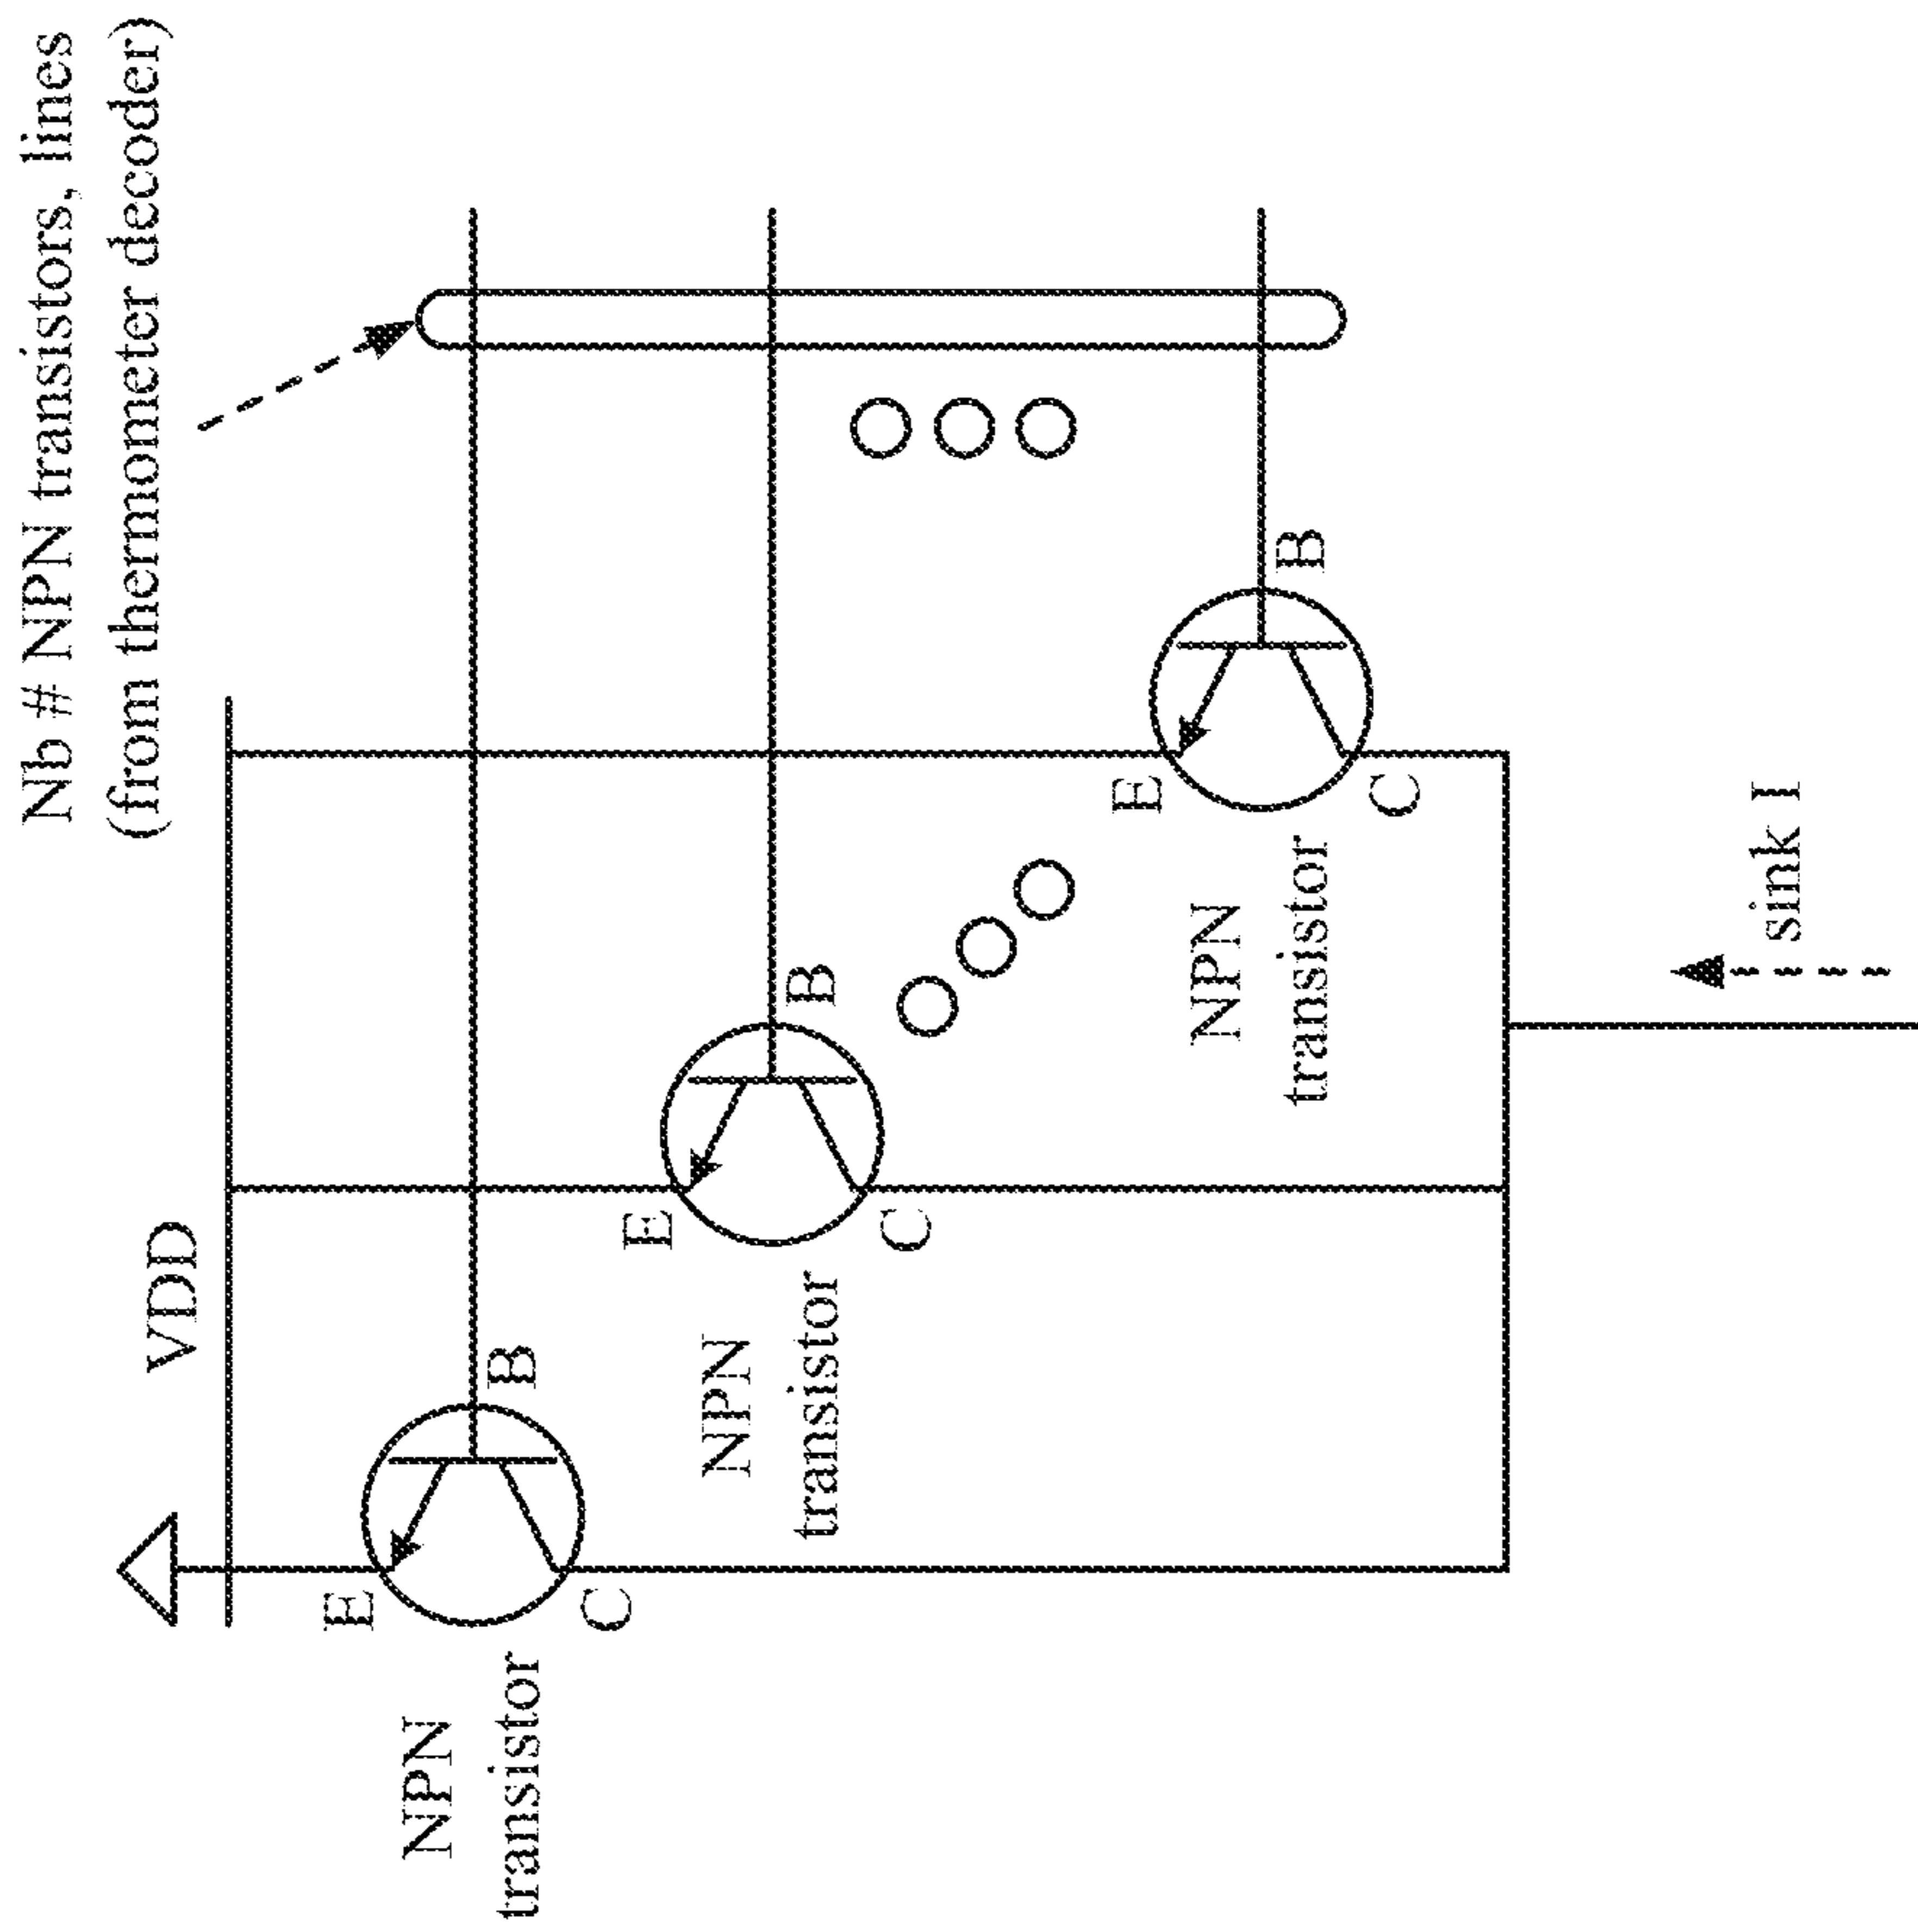 Nb # NPN transistors, lines
(from thermometer decoder)
VDD
NPN
transistor
E
B
C
NPN
transistor
E
B
C
NPN
transistor
E
B
C
sink I